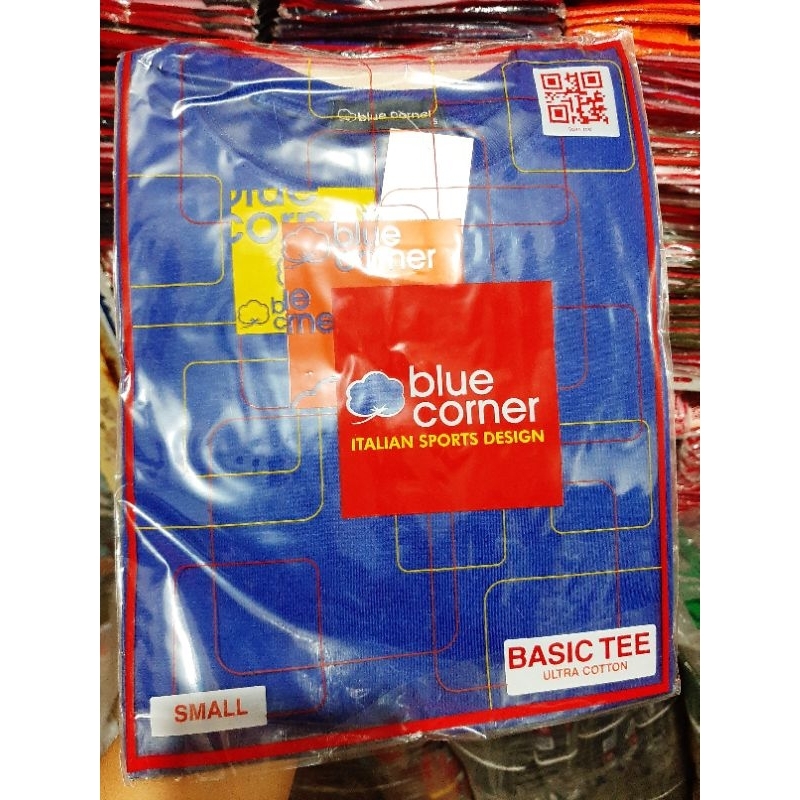 blue corner
S
blue
corner
blue
corner
blue
corner
blue
corner
ITALIAN SPORTS DESIGN
BASIC TEE
ULTRA COTTON
SMALL